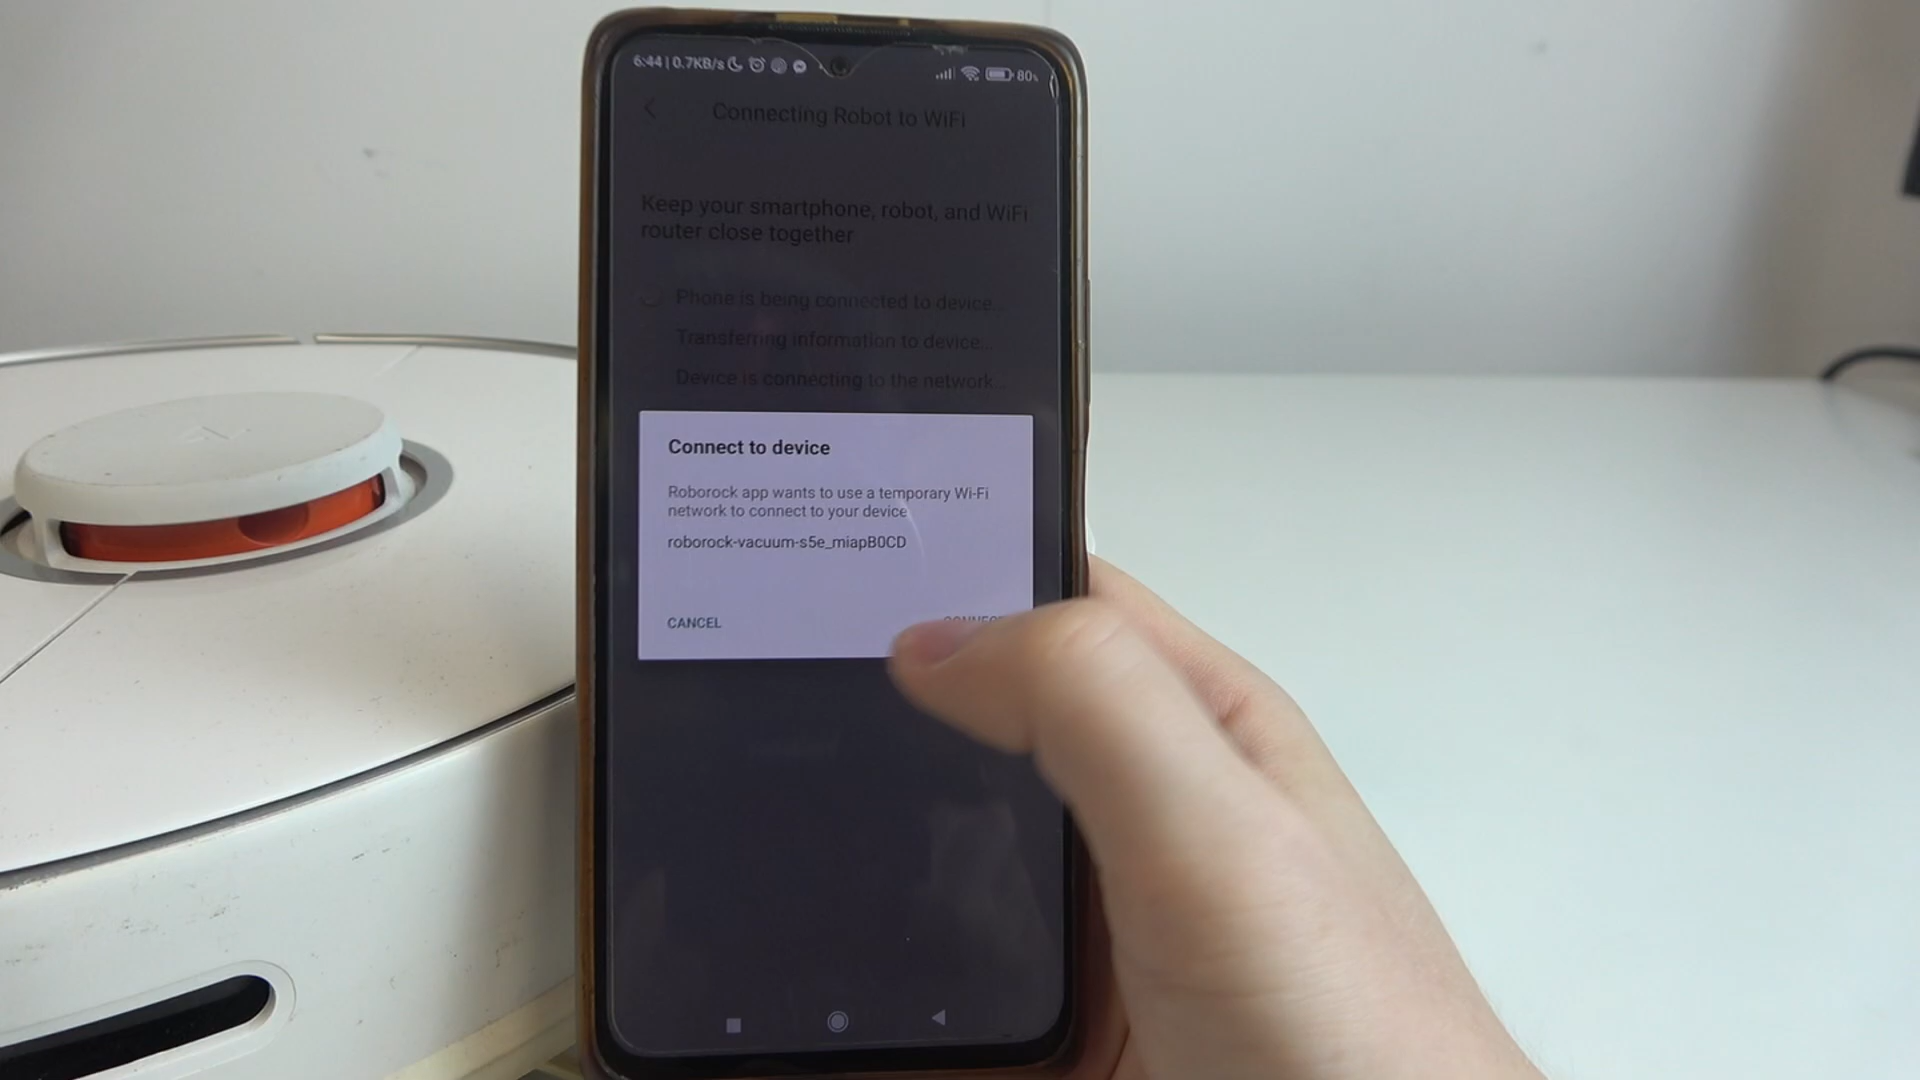 6:44 | 0.7KB/s 80%
Connecting Robot to WiFi
Keep your smartphone, robot, and WiFi
router close together
Phone is being connected to device...
Transferring information to device...
Device is connecting to the network...
Connect to device
Roborock app wants to use a temporary Wi-Fi
network to connect to your device
roborock-vacuum-s5e_miapB0CD
CANCEL CONNECT